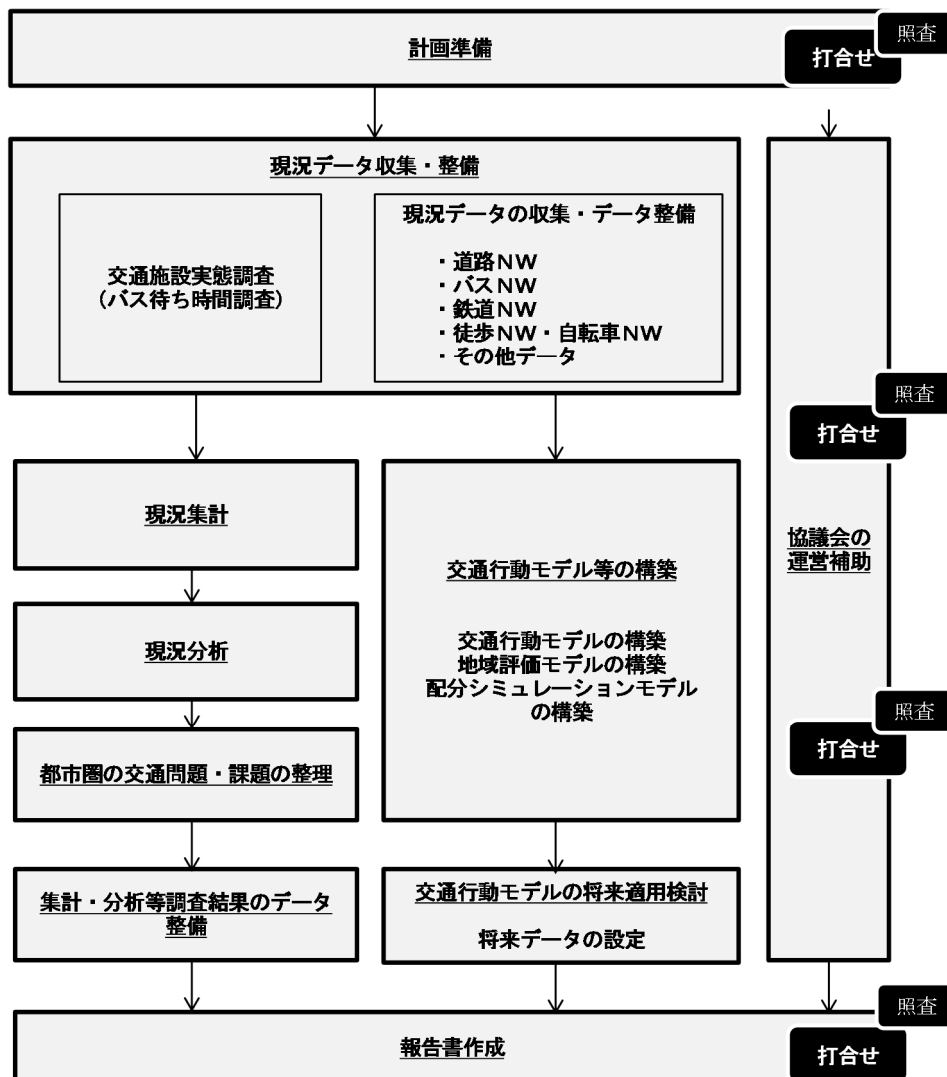 計画準備
照査
打合せ
現況データ収集・整備
交通施設実態調査
(バス待ち時間調査)
現況データの収集・データ整備
・道路NW
・バスNW
・鉄道NW
・徒歩NW・自転車NW
・その他データ
照査
打合せ
協議会の
運営補助
照査
打合せ
現況集計
現況分析
都市圏の交通問題・課題の整理
集計・分析等調査結果のデータ
整備
交通行動モデル等の構築
交通行動モデルの構築
地域評価モデルの構築
配分シミュレーションモデル
の構築
交通行動モデルの将来適用検討
将来データの設定
報告書作成
照査
打合せ